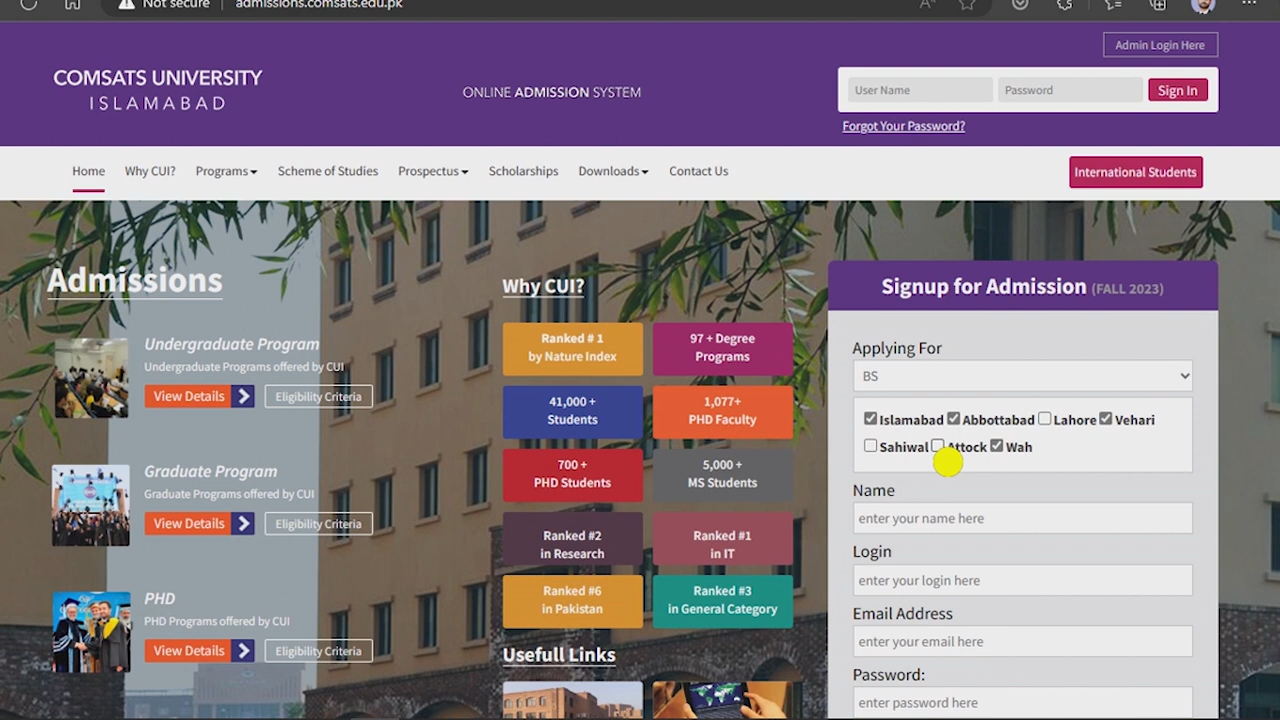 Not secure
admissions.comsats.edu.pk
Admin Login Here
COMSATS UNIVERSITY
ISLAMABAD
ONLINE ADMISSION SYSTEM
User Name
Password
Sign In
Forgot Your Password?
Home
Why CUI?
Programs
Scheme of Studies
Prospectus
Scholarships
Downloads
Contact Us
International Students
Admissions
Undergraduate Program
Undergraduate Programs offered by CUI
View Details
Eligibility Criteria
Graduate Program
Graduate Programs offered by CUI
View Details
Eligibility Criteria
PHD
PHD Programs offered by CUI
View Details
Eligibility Criteria
Why CUI?
Ranked # 1
by Nature Index
97 + Degree
Programs
41,000 +
Students
1,077+
PHD Faculty
700 +
PHD Students
5,000 +
MS Students
Ranked #2
in Research
Ranked #1
in IT
Ranked #6
in Pakistan
Ranked #3
in General Category
Usefull Links
Signup for Admission (FALL 2023)
Applying For
BS
Islamabad Abbottabad Lahore Vehari
Sahiwal Attock Wah
Name
enter your name here
Login
enter your login here
Email Address
enter your email here
Password:
enter password here